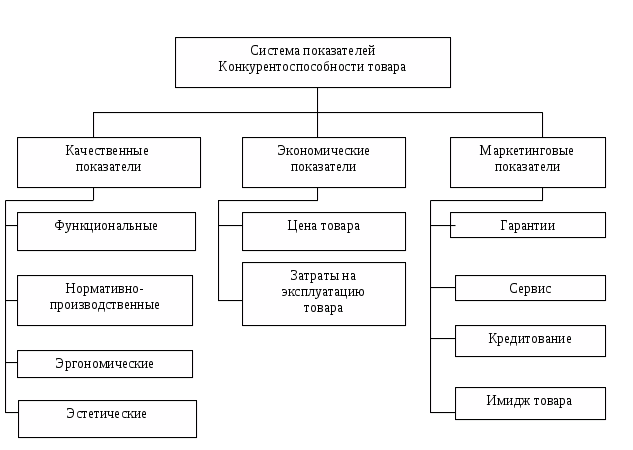 Система показателей
Конкурентоспособности товара
Качественные
показатели
Экономические
показатели
Маркетинговые
показатели
Функциональные
Цена товара
Гарантии
Нормативно-
производственные
Затраты на
эксплуатацию
товара
Сервис
Эргономические
Кредитование
Эстетические
Имидж товара